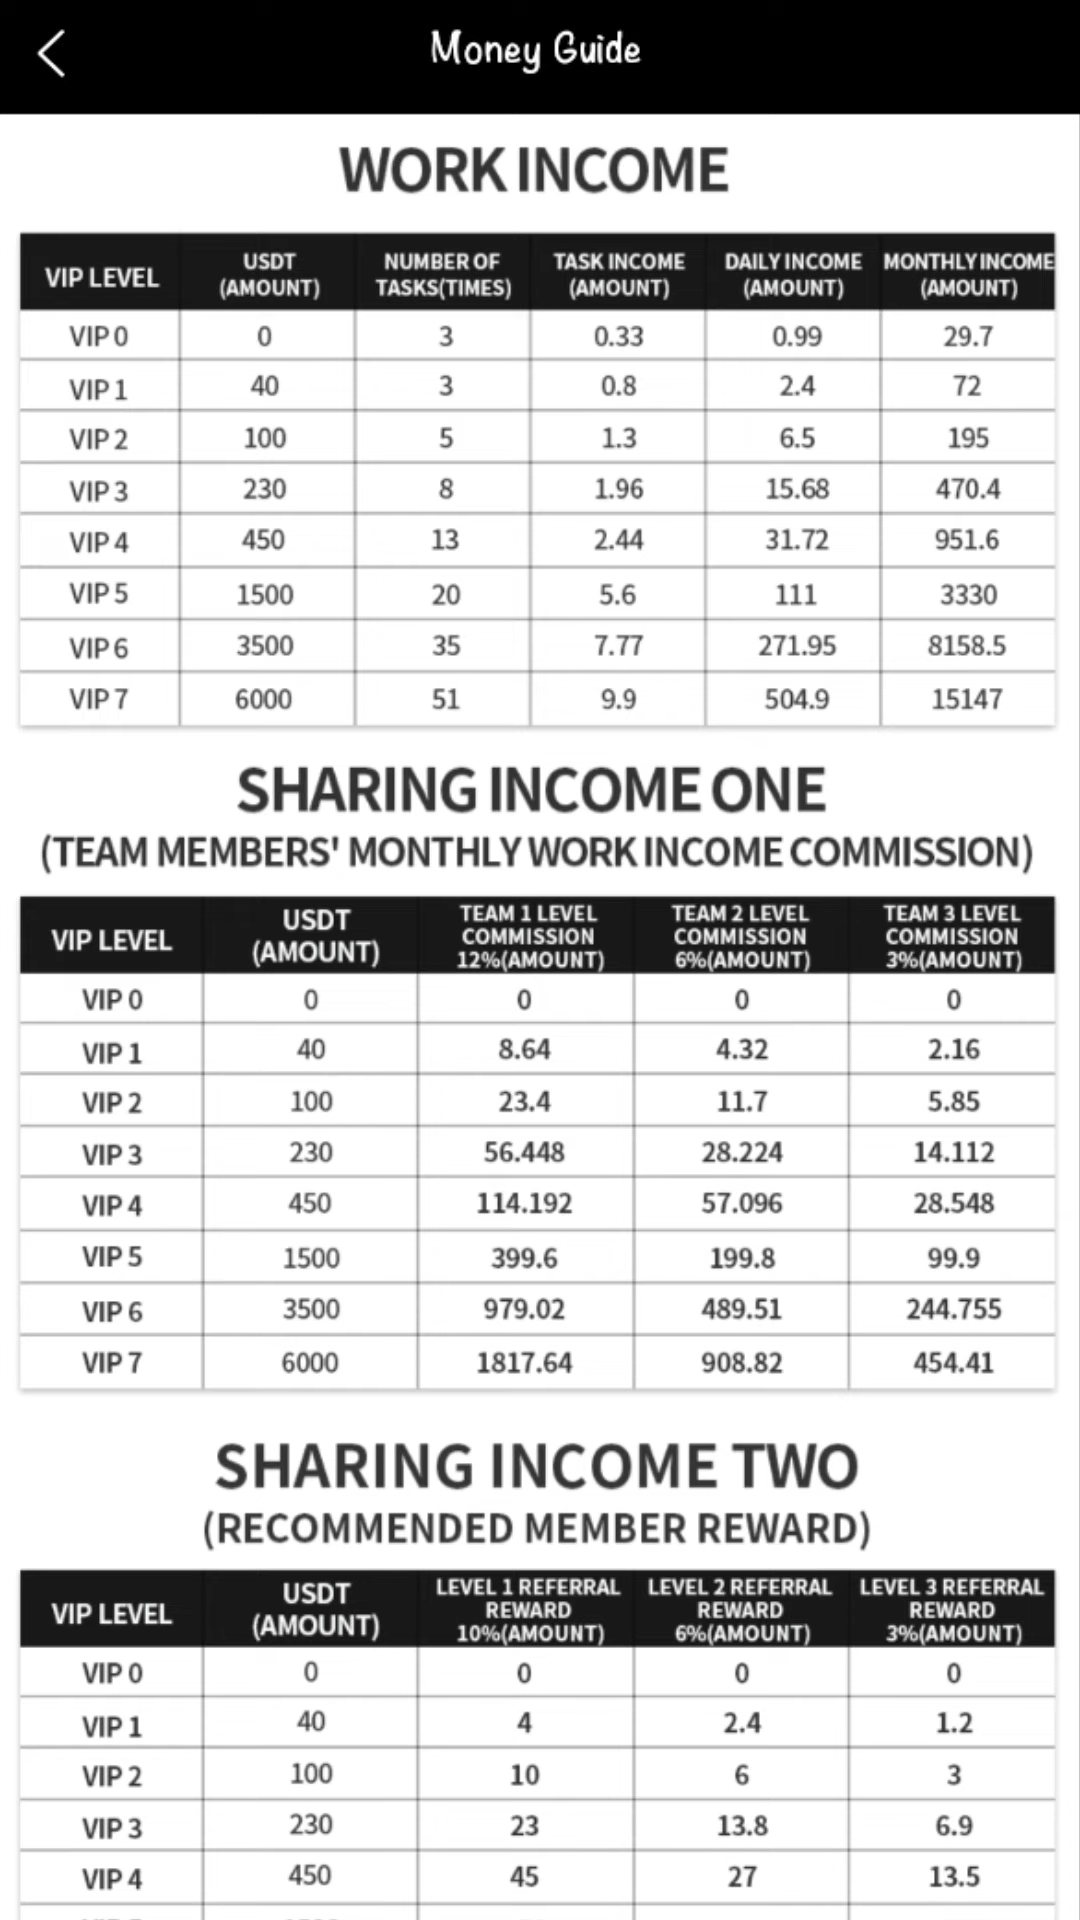 Money Guide
WORK INCOME
VIP LEVEL USDT (AMOUNT) NUMBER OF TASKS(TIMES) TASK INCOME (AMOUNT) DAILY INCOME (AMOUNT) MONTHLY INCOME (AMOUNT)
VIP 0 0 3 0.33 0.99 29.7
VIP 1 40 3 0.8 2.4 72
VIP 2 100 5 1.3 6.5 195
VIP 3 230 8 1.96 15.68 470.4
VIP 4 450 13 2.44 31.72 951.6
VIP 5 1500 20 5.6 111 3330
VIP 6 3500 35 7.77 271.95 8158.5
VIP 7 6000 51 9.9 504.9 15147
SHARING INCOME ONE
(TEAM MEMBERS' MONTHLY WORK INCOME COMMISSION)
VIP LEVEL USDT (AMOUNT) TEAM 1 LEVEL COMMISSION 12%(AMOUNT) TEAM 2 LEVEL COMMISSION 6%(AMOUNT) TEAM 3 LEVEL COMMISSION 3%(AMOUNT)
VIP 0 0 0 0 0
VIP 1 40 8.64 4.32 2.16
VIP 2 100 23.4 11.7 5.85
VIP 3 230 56.448 28.224 14.112
VIP 4 450 114.192 57.096 28.548
VIP 5 1500 399.6 199.8 99.9
VIP 6 3500 979.02 489.51 244.755
VIP 7 6000 1817.64 908.82 454.41
SHARING INCOME TWO
(RECOMMENDED MEMBER REWARD)
VIP LEVEL USDT (AMOUNT) LEVEL 1 REFERRAL REWARD 10%(AMOUNT) LEVEL 2 REFERRAL REWARD 6%(AMOUNT) LEVEL 3 REFERRAL REWARD 3%(AMOUNT)
VIP 0 0 0 0 0
VIP 1 40 4 2.4 1.2
VIP 2 100 10 6 3
VIP 3 230 23 13.8 6.9
VIP 4 450 45 27 13.5